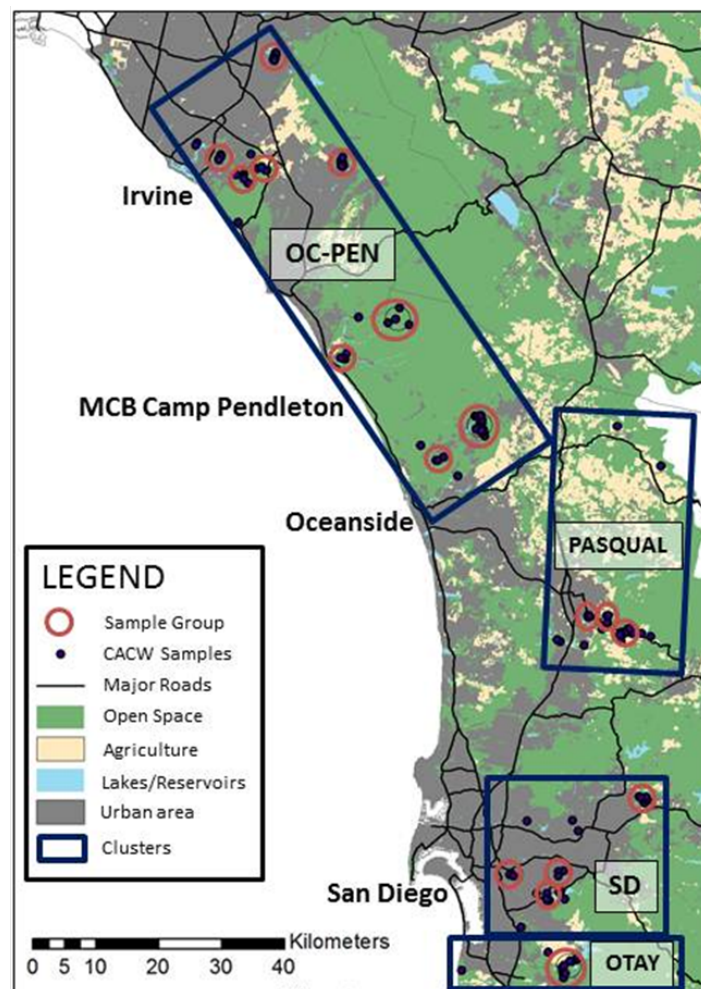 Irvine
OC-PEN
MCB Camp Pendleton
Oceanside
PASQUAL
LEGEND
Sample Group
CACW Samples
Major Roads
Open Space
Agriculture
Lakes/Reservoirs
Urban area
Clusters
San Diego
SD
OTAY
Kilometers
0 5 10 20 30 40